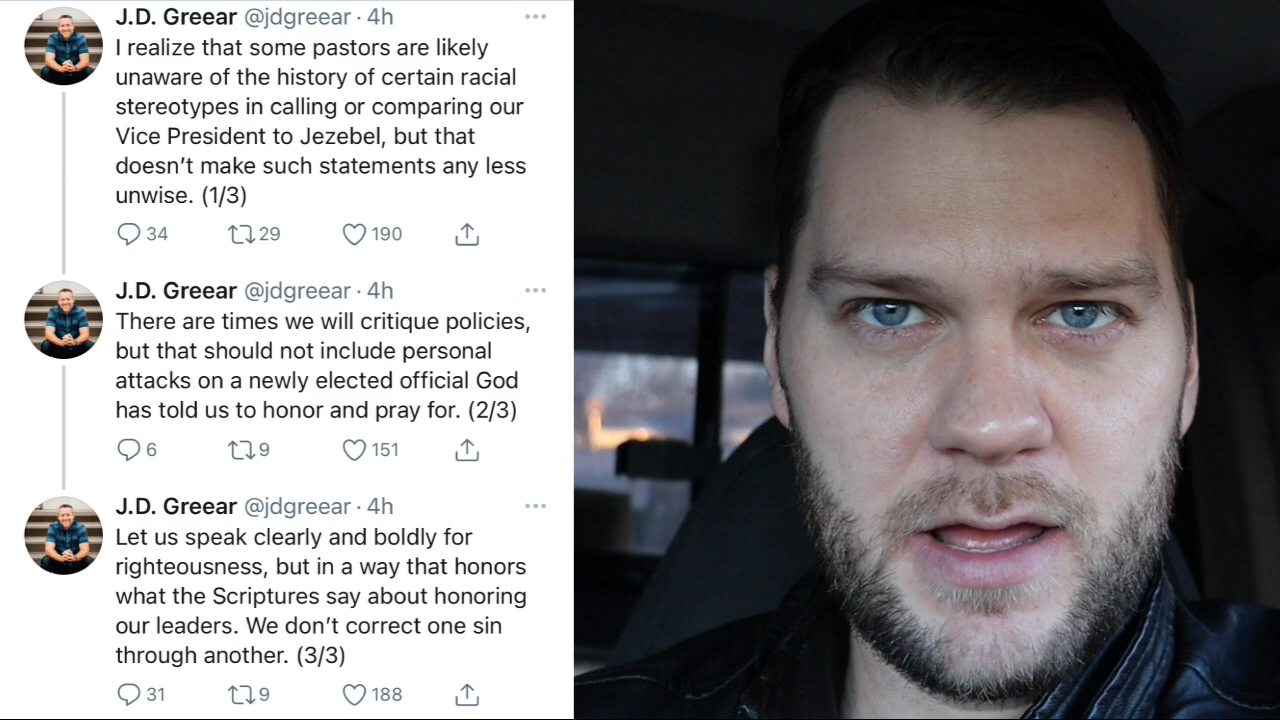 J.D. Greear @jdgreear · 4h
I realize that some pastors are likely
unaware of the history of certain racial
stereotypes in calling or comparing our
Vice President to Jezebel, but that
doesn’t make such statements any less
unwise. (1/3)
34 29 190
J.D. Greear @jdgreear · 4h
There are times we will critique policies,
but that should not include personal
attacks on a newly elected official God
has told us to honor and pray for. (2/3)
6 9 151
J.D. Greear @jdgreear · 4h
Let us speak clearly and boldly for
righteousness, but in a way that honors
what the Scriptures say about honoring
our leaders. We don’t correct one sin
through another. (3/3)
31 9 188